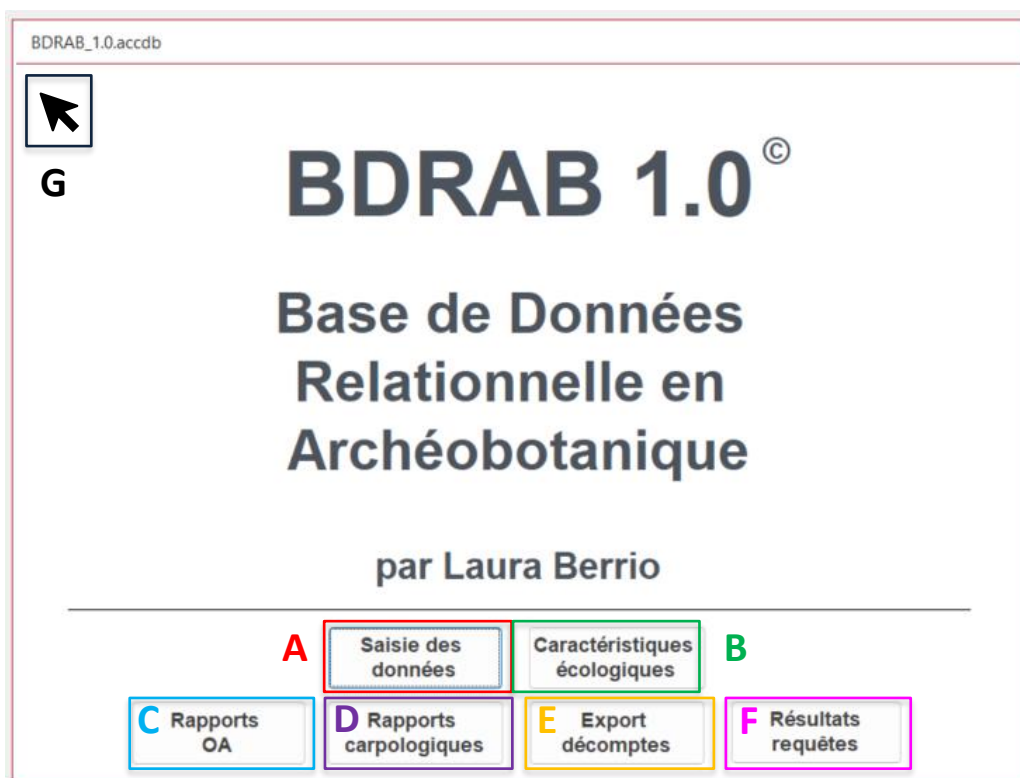 BDRAB_1.0.accdb
G
BDRAB 1.0©
Base de Données
Relationnelle en
Archéobotanique
par Laura Berrio
A
Saisie des
données
Caractéristiques
écologiques
B
C
Rapports
OA
D
Rapports
carpologiques
E
Export
décomptes
F
Résultats
requêtes